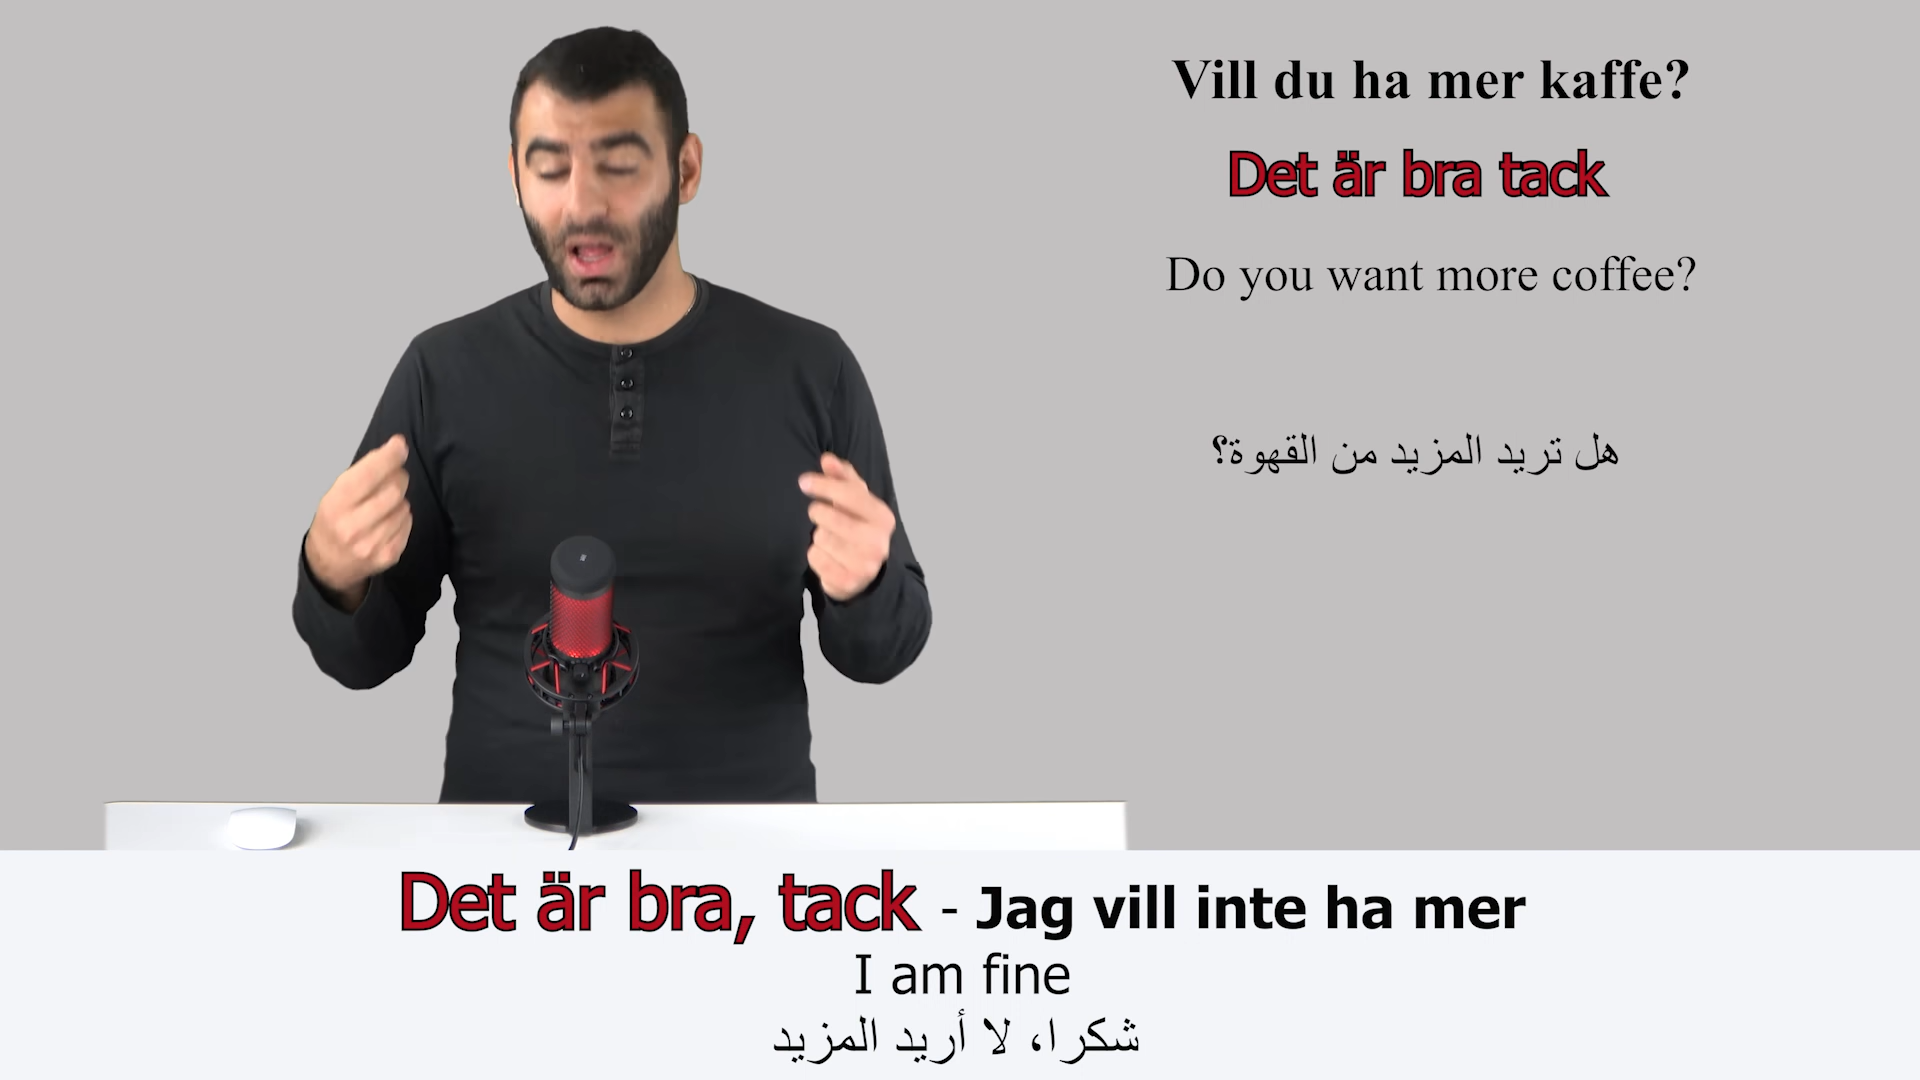 Vill du ha mer kaffe?
Det är bra tack
Do you want more coffee?
هل تريد المزيد من القهوة؟
Det är bra, tack - Jag vill inte ha mer
I am fine
شكرا، لا أريد المزيد